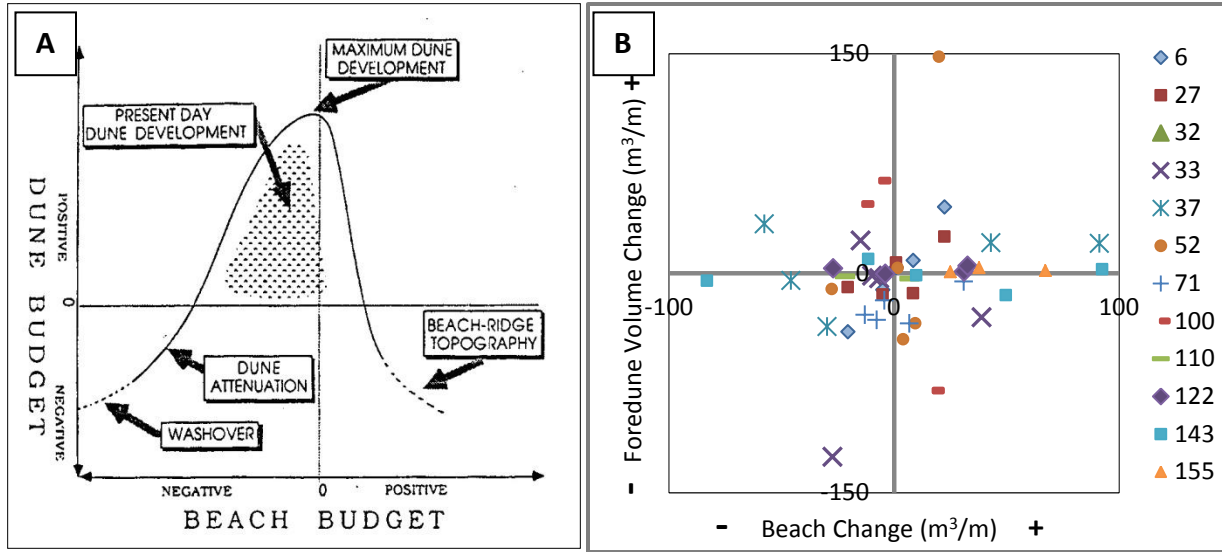 A
MAXIMUM DUNE
DEVELOPMENT
PRESENT DAY
DUNE DEVELOPMENT
DUNE BUDGET
POSITIVE
0
NEGATIVE
BEACH-RIDGE
TOPOGRAPHY
DUNE
ATTENUATION
WASHOVER
NEGATIVE 0 POSITIVE
BEACH BUDGET
B
- Foredune Volume Change (m³/m) +
150
0
-150
-100 0 100
- Beach Change (m³/m) +
6
27
32
33
37
52
71
100
110
122
143
155